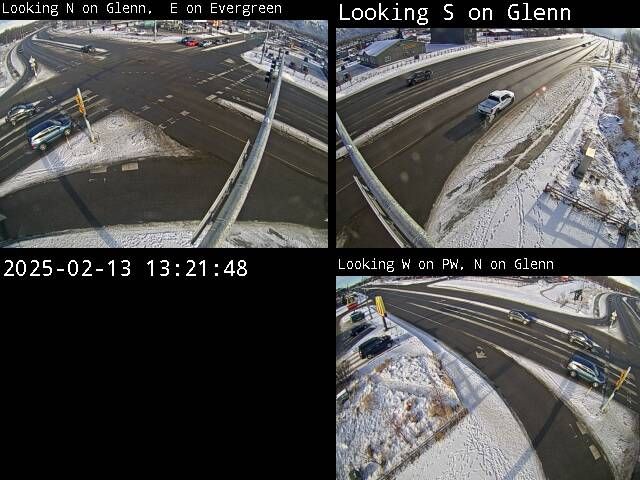 Looking N on Glenn,  E on Evergreen
Looking S on Glenn
2025-02-13 13:21:48
Looking W on PW, N on Glenn